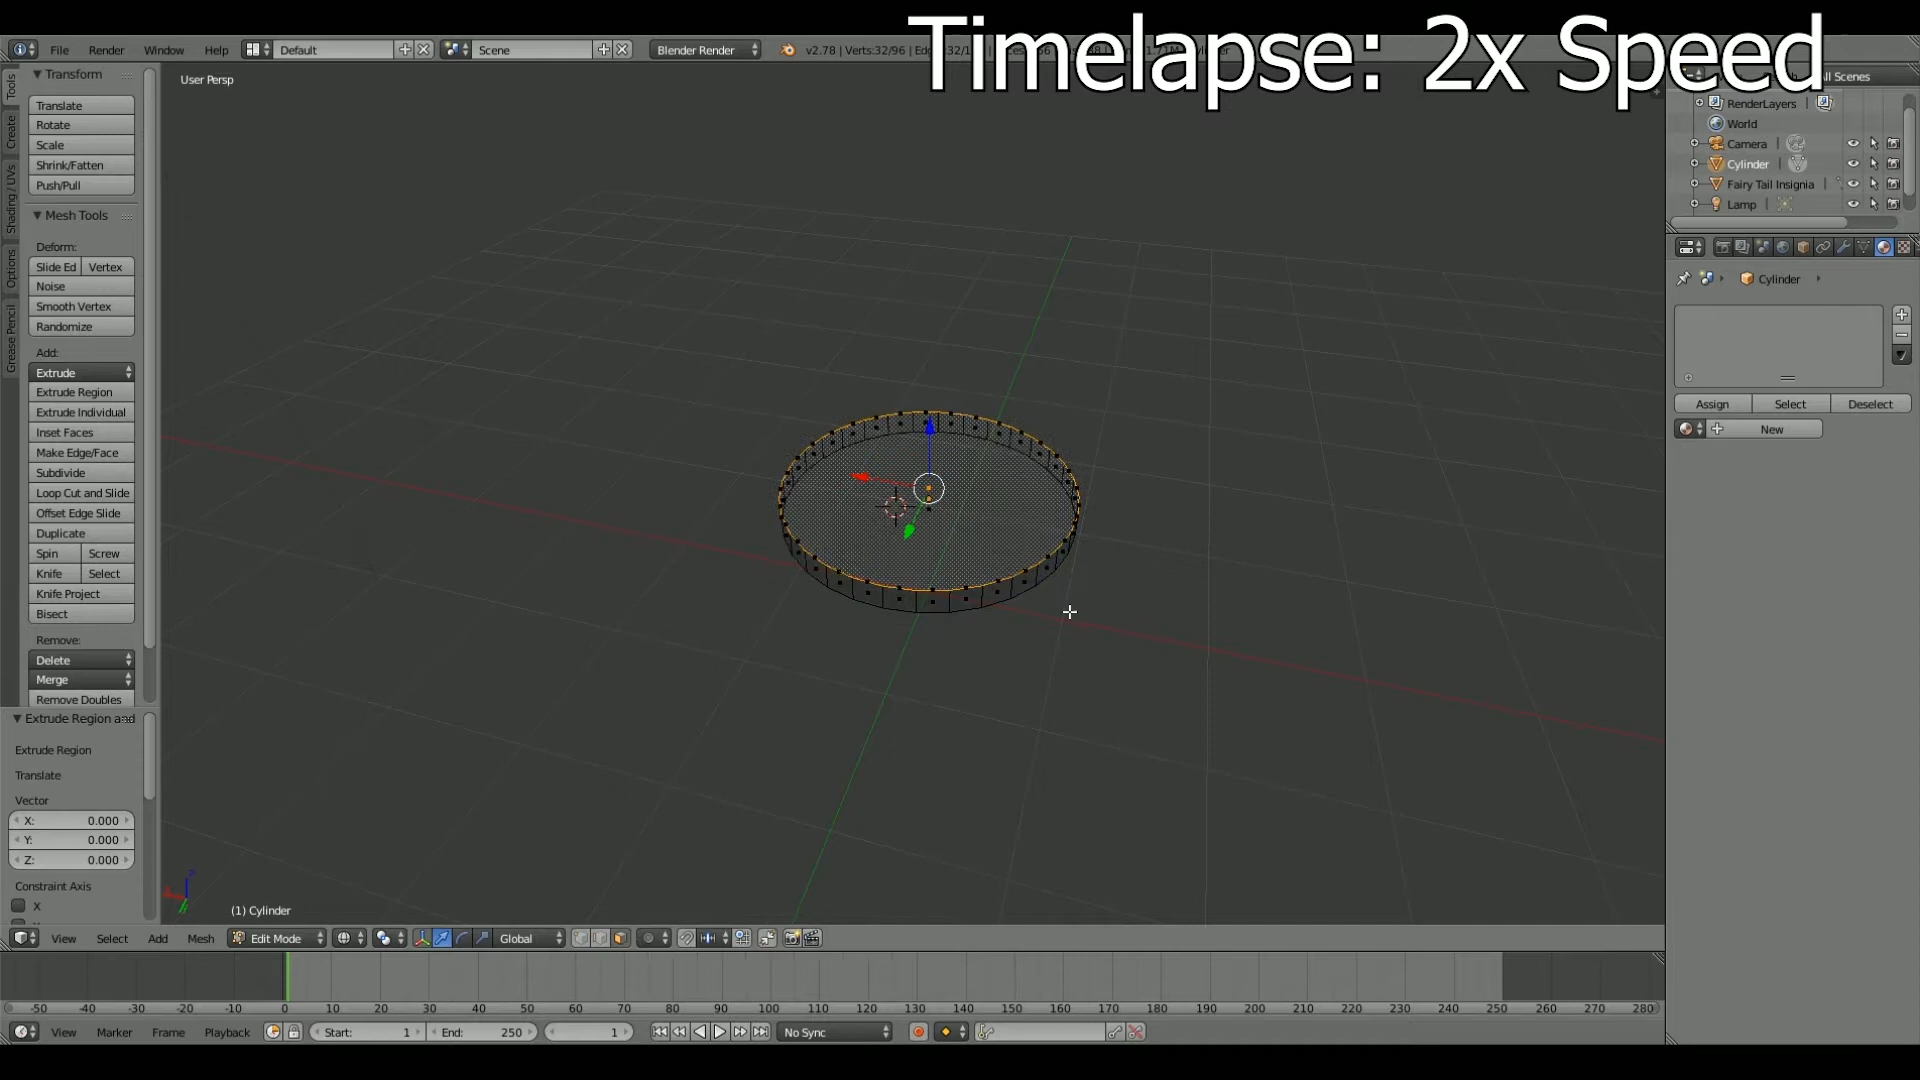 Timelapse: 2x Speed
File Render Window Help Default Scene Blender Render v2.78 | Verts:32/96 |
All Scenes
Tools
Create
Shading / UVs
Options
Grease Pencil
Transform
Translate
Rotate
Scale
Shrink/Fatten
Push/Pull
Mesh Tools
Deform:
Slide Ed Vertex
Noise
Smooth Vertex
Randomize
Add:
Extrude
Extrude Region
Extrude Individual
Inset Faces
Make Edge/Face
Subdivide
Loop Cut and Slide
Offset Edge Slide
Duplicate
Spin Screw
Knife Select
Knife Project
Bisect
Remove:
Delete
Merge
Remove Doubles
Extrude Region and
Extrude Region
Translate
Vector
X: 0.000
Y: 0.000
Z: 0.000
Constraint Axis
X
User Persp
(1) Cylinder
RenderLayers
World
Camera
Cylinder
Fairy Tail Insignia
Lamp
Cylinder
Assign Select Deselect
New
View Select Add Mesh Edit Mode Global
-50 -40 -30 -20 -10 0 10 20 30 40 50 60 70 80 90 100 110 120 130 140 150 160 170 180 190 200 210 220 230 240 250 260 270 280
View Marker Frame Playback Start: 1 End: 250 1 No Sync